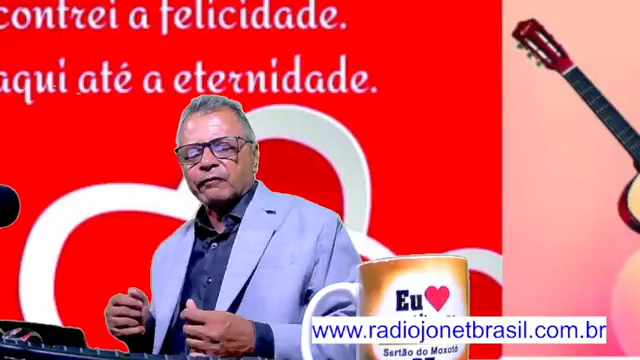 contrei a felicidade.
aqui até a eternidade.
Eu
www.radiojonetbrasil.com.br
Sertão do Moxotó